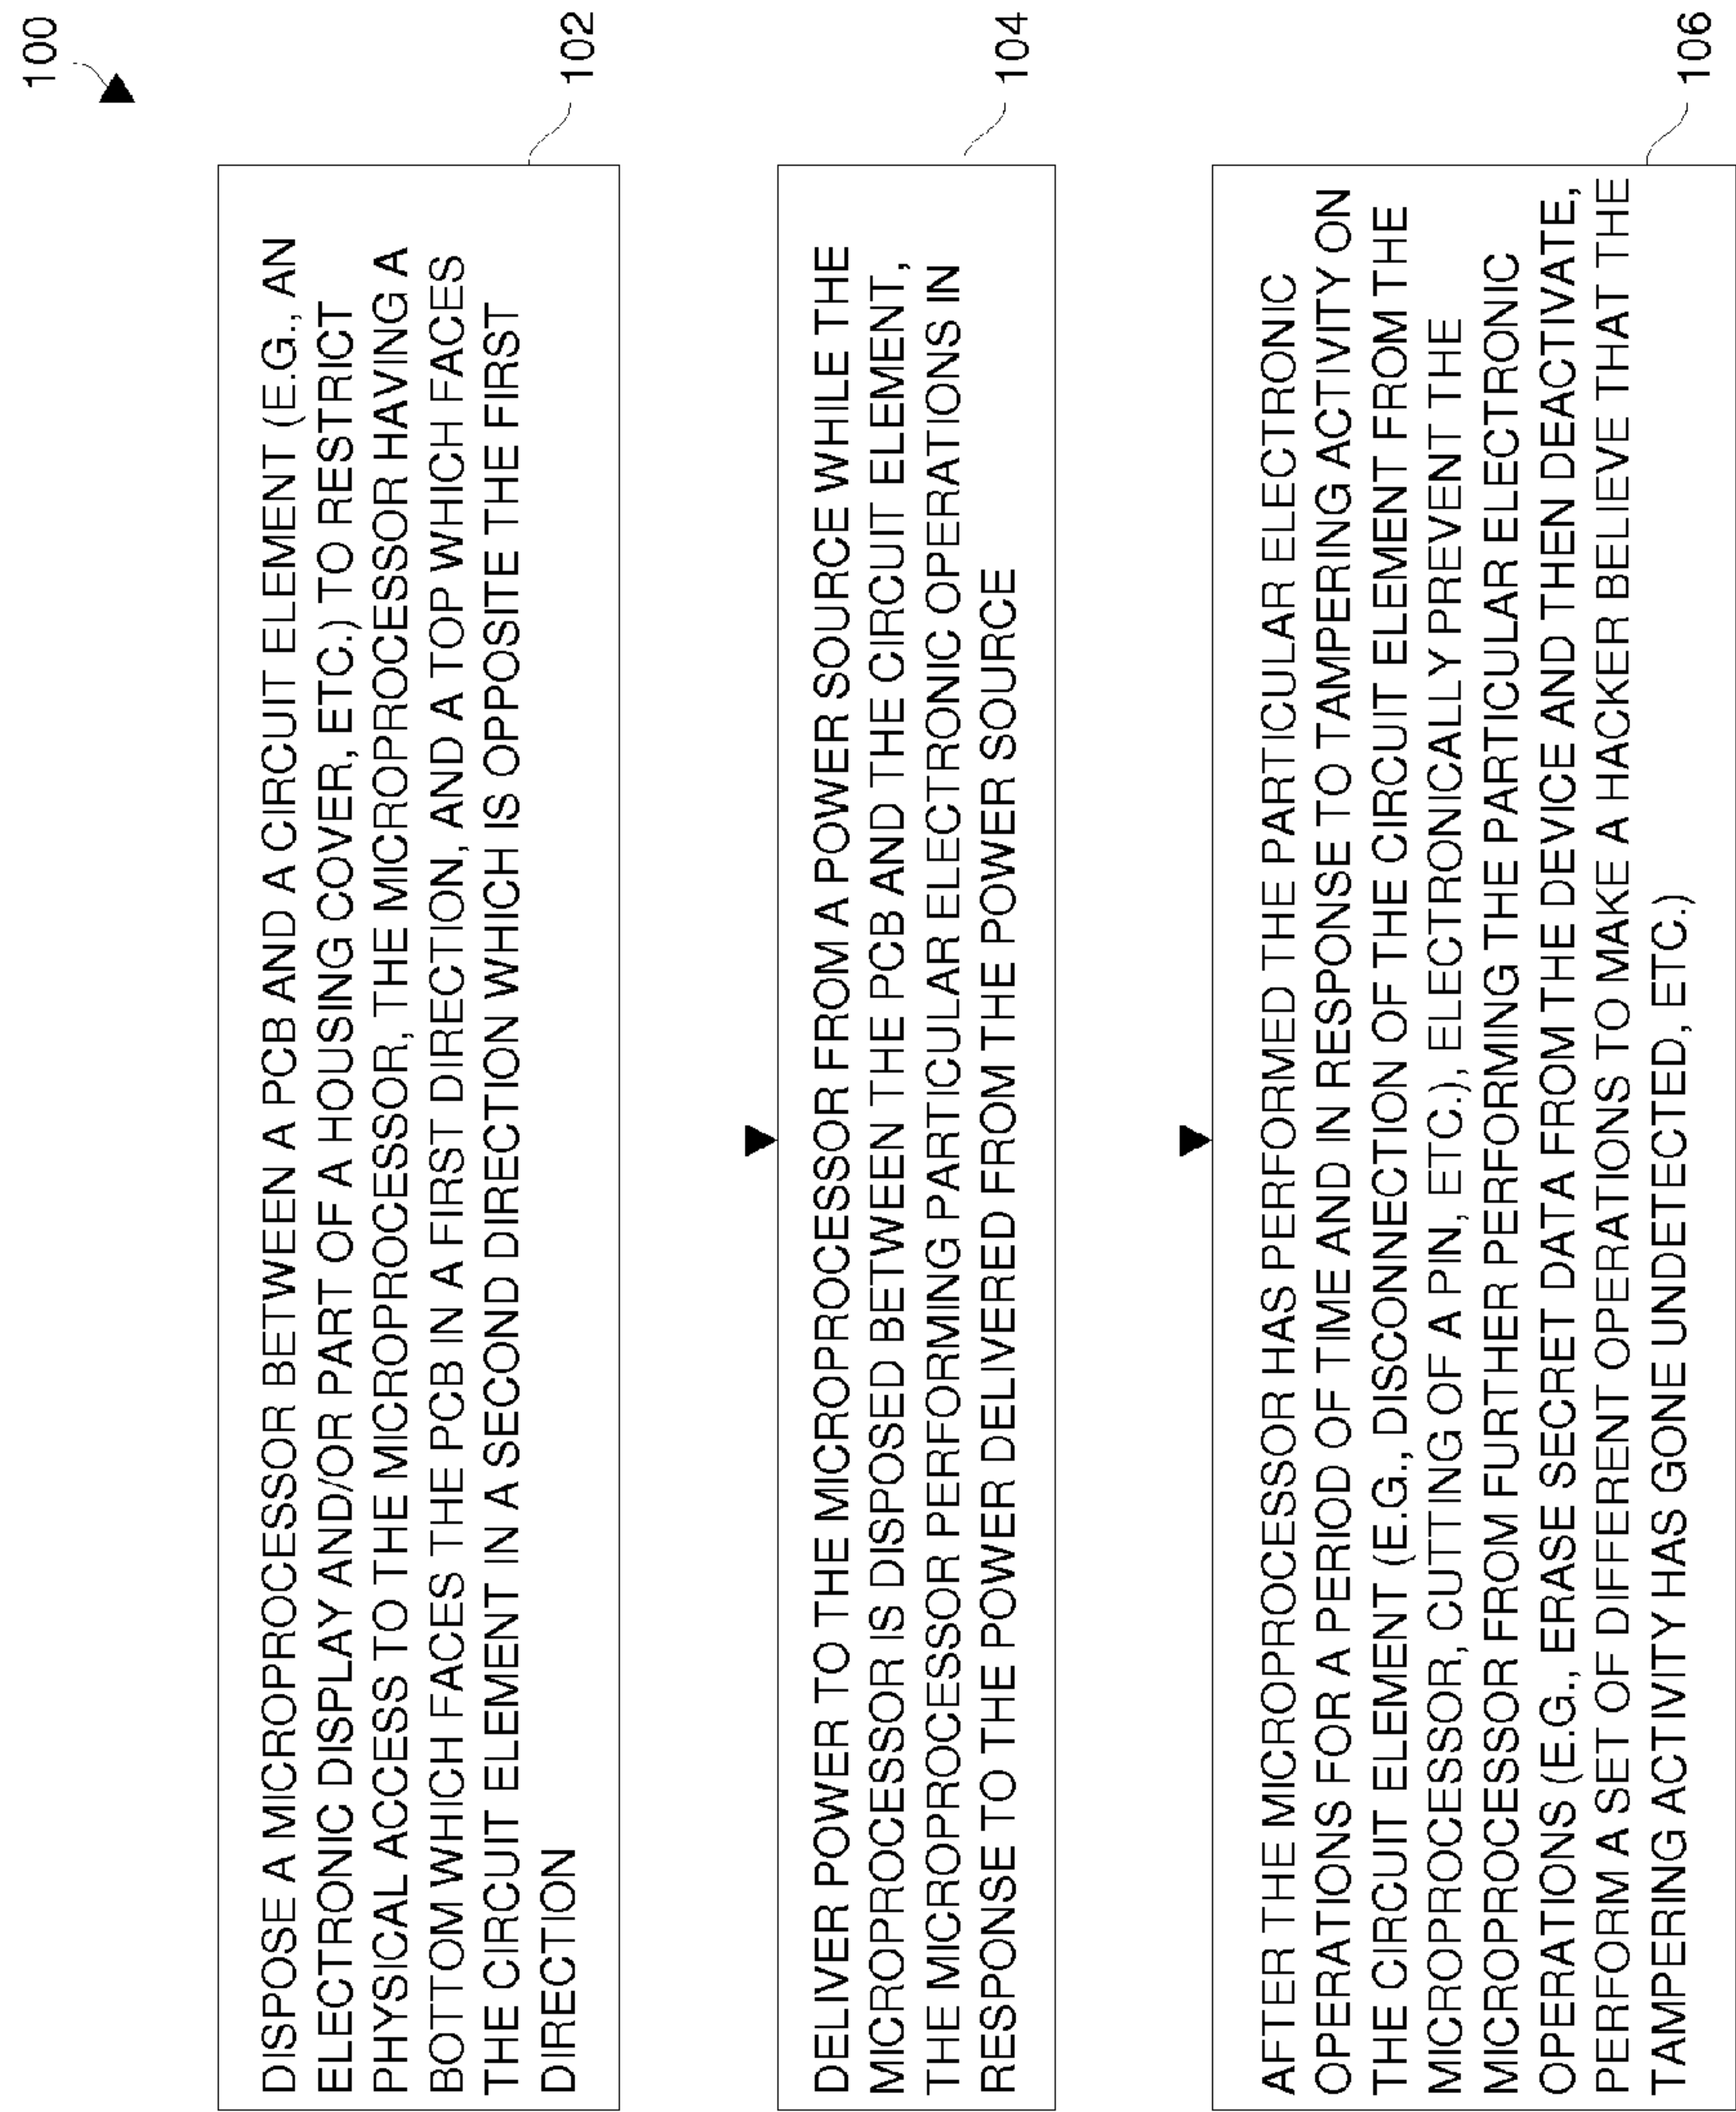 100
DISPOSE A MICROPROCESSOR BETWEEN A PCB AND A CIRCUIT ELEMENT (E.G., AN
ELECTRONIC DISPLAY AND/OR PART OF A HOUSING COVER, ETC.) TO RESTRICT
PHYSICAL ACCESS TO THE MICROPROCESSOR, THE MICROPROCESSOR HAVING A
BOTTOM WHICH FACES THE PCB IN A FIRST DIRECTION, AND A TOP WHICH FACES
THE CIRCUIT ELEMENT IN A SECOND DIRECTION WHICH IS OPPOSITE THE FIRST
DIRECTION
102
DELIVER POWER TO THE MICROPROCESSOR FROM A POWER SOURCE WHILE THE
MICROPROCESSOR IS DISPOSED BETWEEN THE PCB AND THE CIRCUIT ELEMENT,
THE MICROPROCESSOR PERFORMING PARTICULAR ELECTRONIC OPERATIONS IN
RESPONSE TO THE POWER DELIVERED FROM THE POWER SOURCE
104
AFTER THE MICROPROCESSOR HAS PERFORMED THE PARTICULAR ELECTRONIC
OPERATIONS FOR A PERIOD OF TIME AND IN RESPONSE TO TAMPERING ACTIVITY ON
THE CIRCUIT ELEMENT (E.G., DISCONNECTION OF THE CIRCUIT ELEMENT FROM THE
MICROPROCESSOR, CUTTING OF A PIN, ETC.), ELECTRONICALLY PREVENT THE
MICROPROCESSOR FROM FURTHER PERFORMING THE PARTICULAR ELECTRONIC
OPERATIONS (E.G., ERASE SECRET DATA FROM THE DEVICE AND THEN DEACTIVATE,
PERFORM A SET OF DIFFERENT OPERATIONS TO MAKE A HACKER BELIEVE THAT THE
TAMPERING ACTIVITY HAS GONE UNDETECTED, ETC.)
106